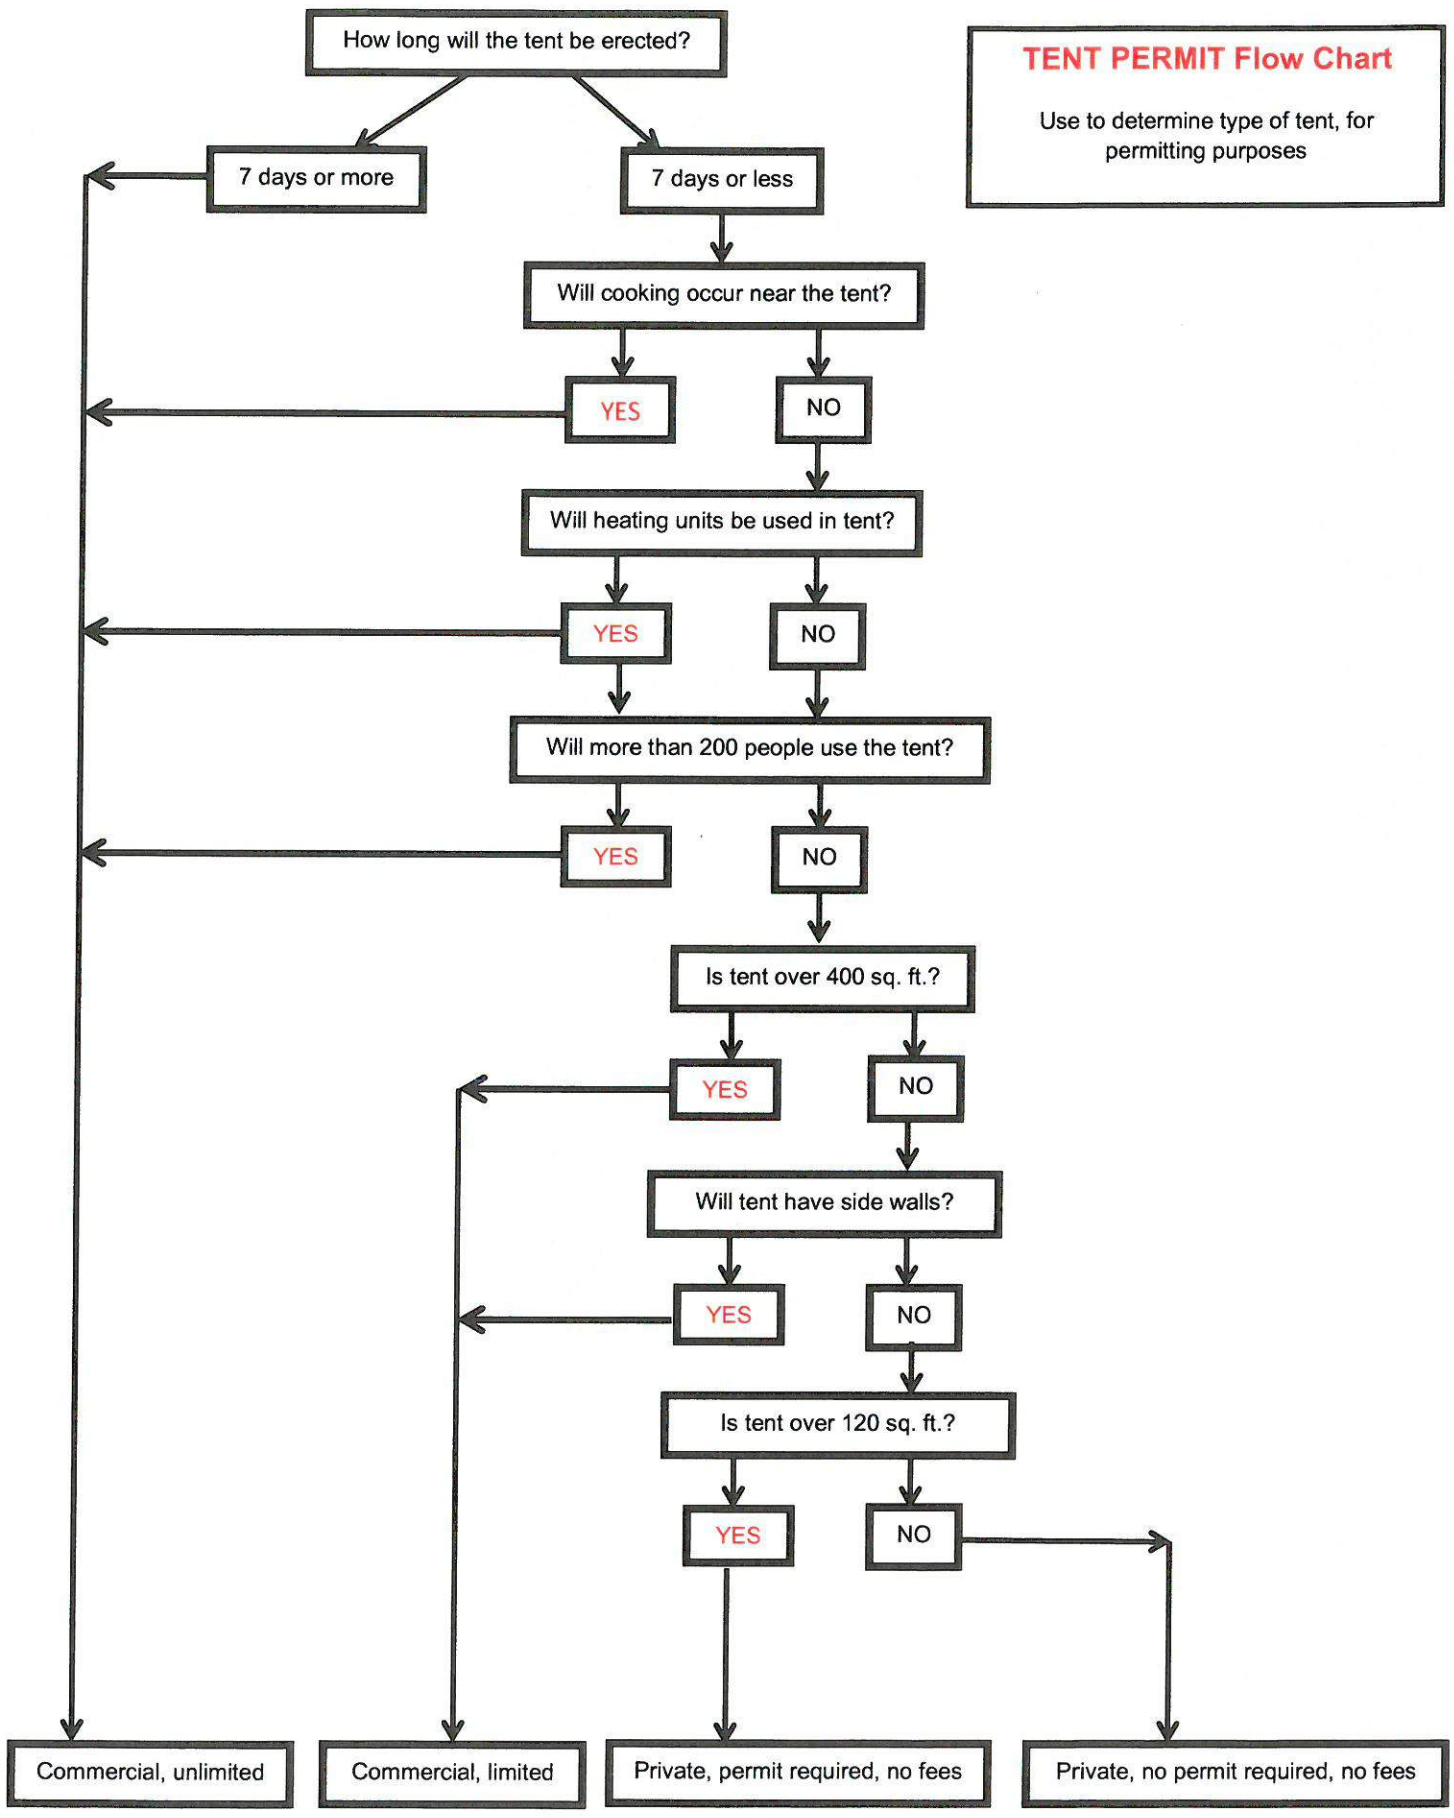 How long will the tent be erected?
TENT PERMIT Flow Chart
Use to determine type of tent, for
permitting purposes
7 days or more
7 days or less
Will cooking occur near the tent?
YES
NO
Will heating units be used in tent?
YES
NO
Will more than 200 people use the tent?
YES
NO
Is tent over 400 sq. ft.?
YES
NO
Will tent have side walls?
YES
NO
Is tent over 120 sq. ft.?
YES
NO
Commercial, unlimited
Commercial, limited
Private, permit required, no fees
Private, no permit required, no fees